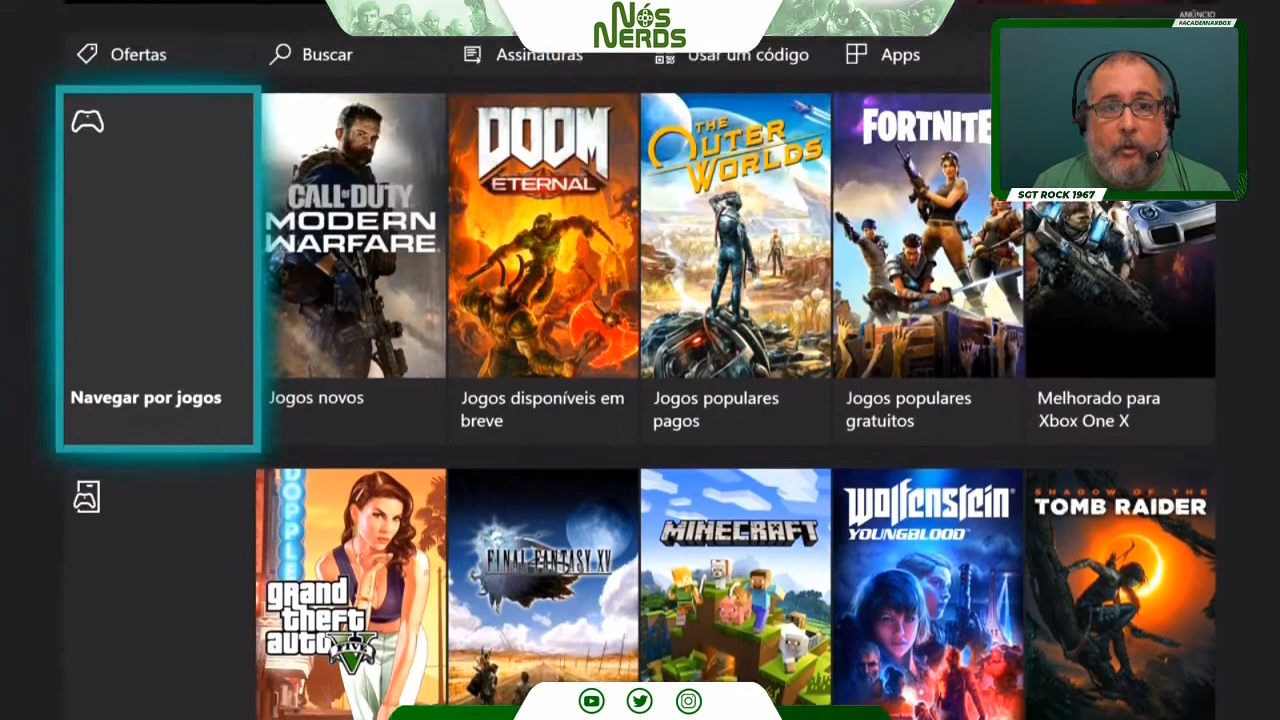 NÓS
NERDS
ANÚNCIO
#ACADEMIAXBOX
Ofertas
Buscar
Assinaturas
Usar um código
Apps
SGT ROCK 1967
CALL OF DUTY
MODERN
WARFARE
DOOM
ETERNAL
THE
OUTER
WORLDS
FORTNITE
Navegar por jogos
Jogos novos
Jogos disponíveis em
breve
Jogos populares
pagos
Jogos populares
gratuitos
Melhorado para
Xbox One X
grand
theft
auto
V
FIVE
FINAL FANTASY XV
MINECRAFT
Wolfenstein
YOUNGBLOOD
SHADOW OF THE
TOMB RAIDER